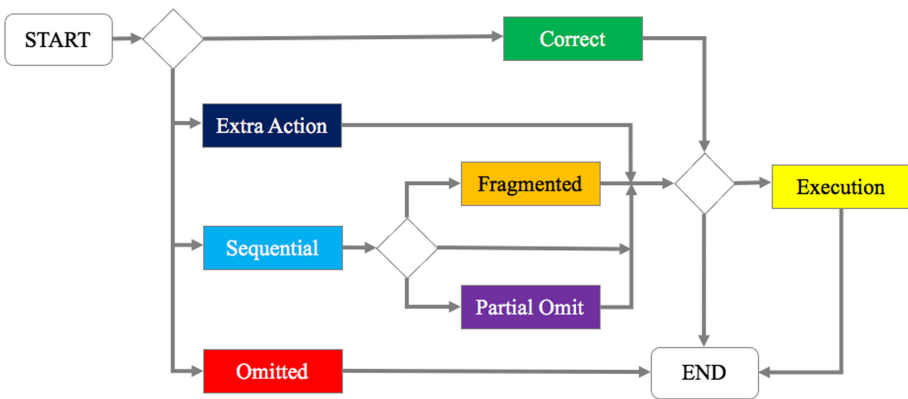 START
Correct
Extra Action
Fragmented
Execution
Sequential
Partial Omit
Omitted
END